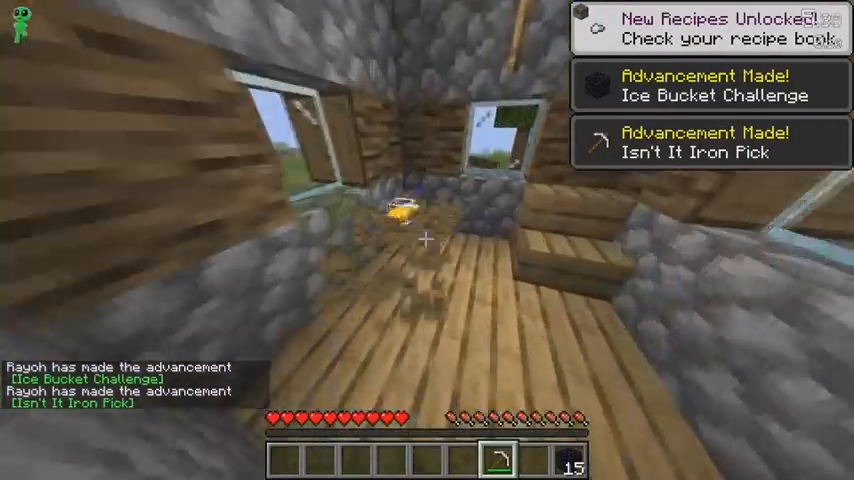 New Recipes Unlocked!
Check your recipe book
Advancement Made!
Ice Bucket Challenge
Advancement Made!
Isn't It Iron Pick
Rayoh has made the advancement
[Ice Bucket Challenge]
Rayoh has made the advancement
[Isn't It Iron Pick]
15